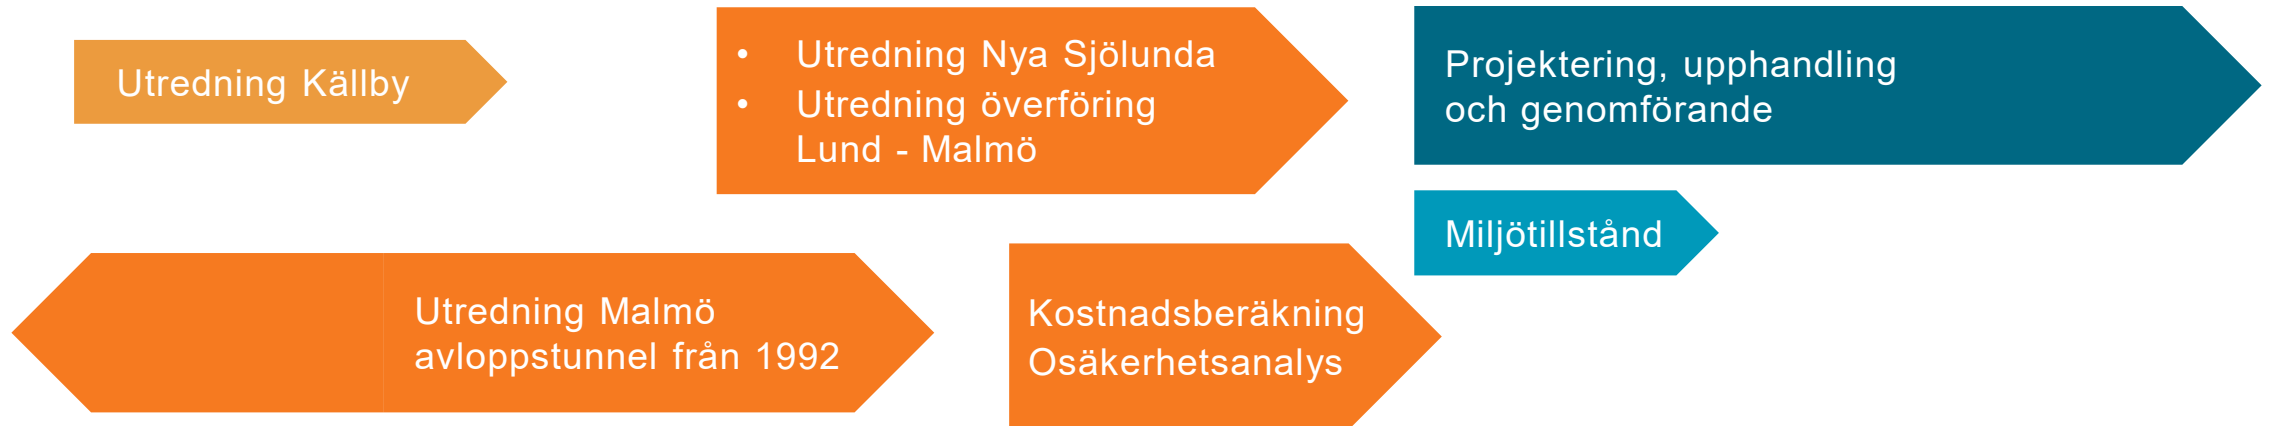 Utredning Källby
• Utredning Nya Sjölunda
• Utredning överföring
Lund - Malmö
Projektering, upphandling
och genomförande
Miljötillstånd
Utredning Malmö
avloppstunnel från 1992
Kostnadsberäkning
Osäkerhetsanalys